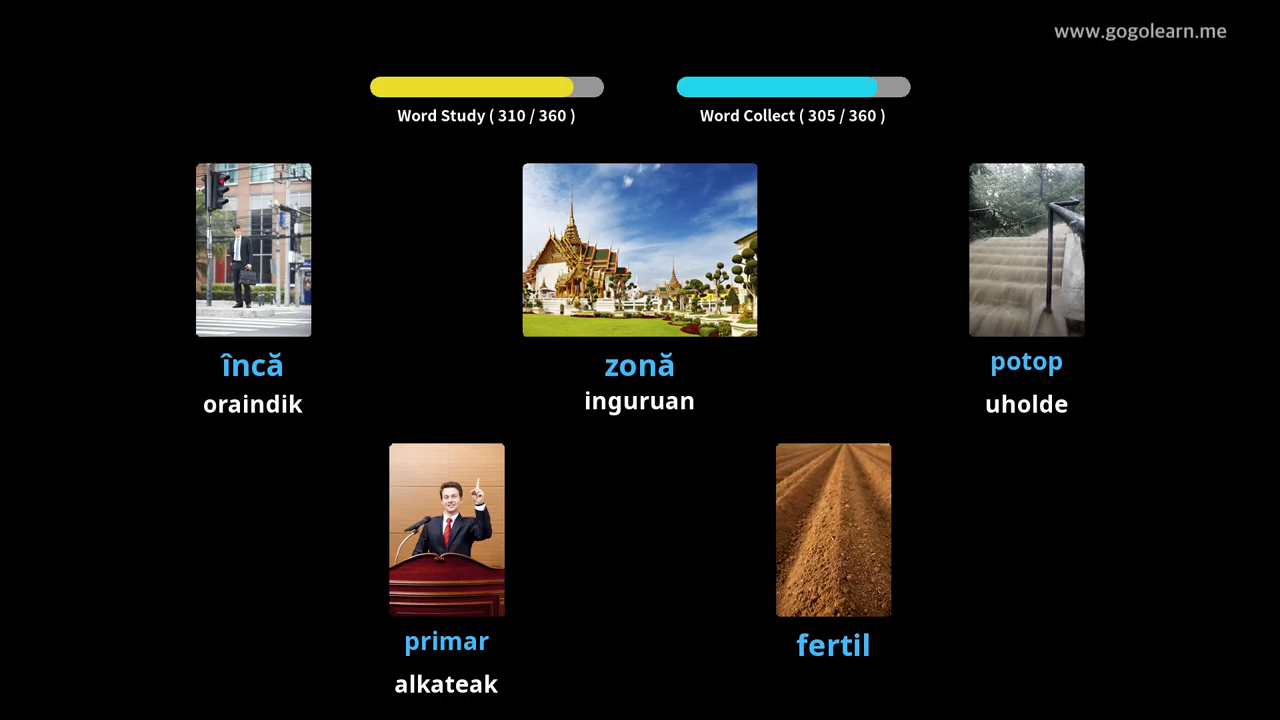 www.gogolearn.me
Word Study ( 310 / 360 )
Word Collect ( 305 / 360 )
încă
oraindik
zonă
inguruan
potop
uholde
primar
alkateak
fertil